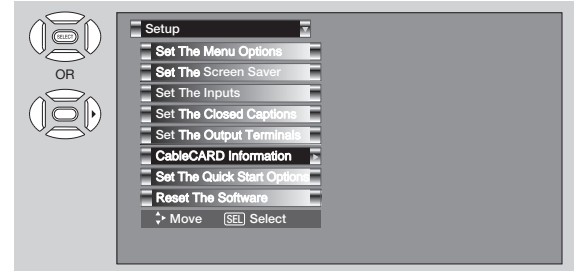 SELECT
OR
Setup
Set The Menu Options
Set The Screen Saver
Set The Inputs
Set The Closed Captions
Set The Output Terminals
CableCARD Information
Set The Quick Start Options
Reset The Software
Move SEL Select